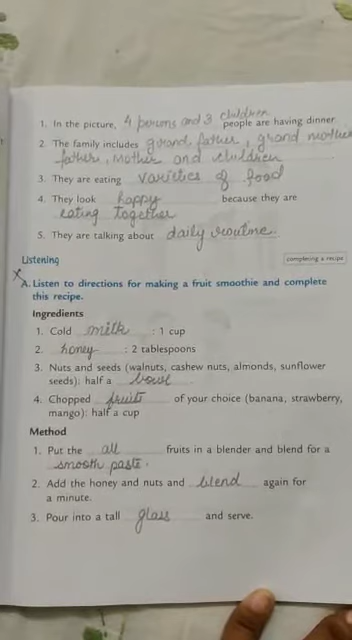 children
1. In the picture, 4 persons and 3 people are having dinner
2. The family includes grand father, grand mother
father, Mother and children
3. They are eating varieties of food
4. They look happy because they are
eating together
5. They are talking about daily routine.
Listening
completing a recipe
A. Listen to directions for making a fruit smoothie and complete
this recipe.
Ingredients
1. Cold milk : 1 cup
2. honey : 2 tablespoons
3. Nuts and seeds (walnuts, cashew nuts, almonds, sunflower
seeds): half a bowl
4. Chopped fruits of your choice (banana, strawberry,
mango): half a cup
Method
1. Put the all fruits in a blender and blend for a
smooth paste.
2. Add the honey and nuts and blend again for
a minute.
3. Pour into a tall glass and serve.